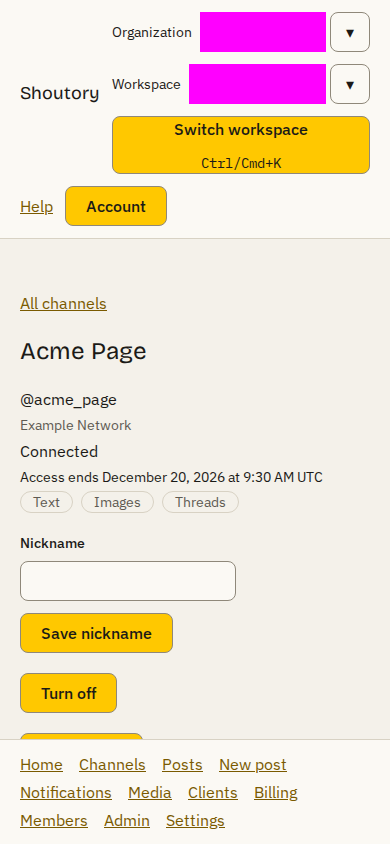 Shoutory
Organization
▼
Workspace
▼
Switch workspace
Ctrl/Cmd+K
Help
Account
All channels
Acme Page
@acme_page
Example Network
Connected
Access ends December 20, 2026 at 9:30 AM UTC
Text Images Threads
Nickname
Save nickname
Turn off
Home Channels Posts New post
Notifications Media Clients Billing
Members Admin Settings